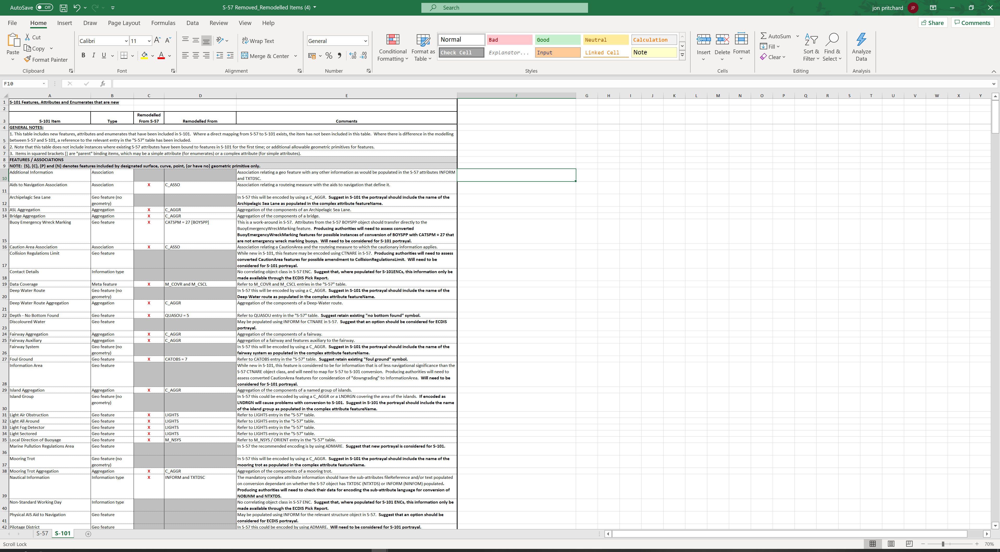 AutoSave Off S-57 Removed_Remodelled Items (4) Search jon pritchard JP
File Home Insert Draw Page Layout Formulas Data Review View Help Share Comments
Paste Cut Copy Format Painter Clipboard
Calibri 11 B I U Font
ab Wrap Text Merge & Center Alignment
General % Number
Conditional Formatting Format as Table
Normal Bad Good Neutral Calculation
Check Cell Explanator... Input Linked Cell Note
Styles
Insert Delete Format Cells
AutoSum Fill Clear Sort & Filter Find & Select Editing
Analyze Data Analysis
F10 fx
A B C D E F G H I J K L M N O P Q R S T U V W X Y
1 S-101 Features, Attributes and Enumerates that are new
2
3 S-101 Item Type Remodelled From S-57 Remodelled From Comments
4 GENERAL NOTES:
5 1. This table includes new features, attributes and enumerates that have been included in S-101. Where a direct mapping from S-57 to S-101 exists, the item has not been included in this table. Where there is difference in the modelling
between S-57 and S-101, a reference to the relevant entry in the "S-57" table has been included.
6 2. Note that this table does not include instances where existing S-57 attributes have been bound to features in S-101 for the first time; or additional allowable geometric primitives for features.
7 3. Items in squared brackets [] are "parent" binding items, which may be a simple attribute (for enumerates) or a complex attribute (for simple attributes).
8 FEATURES / ASSOCIATIONS
9 NOTE: (S), (C), (P) and (N) denotes features included by designated surface, curve, point, (or have no) geometric primitive only.
10 Additional Information Association Association relating a geo feature with any other information as would be populated in the S-57 attributes INFORM
and TXTDSC.
11 Aids to Navigation Association Association X C_ASSO Association relating a routeing measure with the aids to navigation that define it.
12 Archipelagic Sea Lane Geo feature (no geometry) In S-57 this will be encoded by using a C_AGGR. Suggest in S-101 the portrayal should include the name of the
Archipelagic Sea Lane as populated in the complex attribute featureName.
13 ASL Aggregation Aggregation X C_AGGR Aggregation of the components of an Archipelagic Sea Lane.
14 Bridge Aggregation Aggregation X C_AGGR Aggregation of the components of a bridge.
15 Buoy Emergency Wreck Marking Geo feature X CATSPM = 27 [BOYSPP] This is a work-around in S-57. Attributes from the S-57 BOYSPP object should transfer directly to the
BuoyEmergencyWreckMarking feature. Producing authorities will need to assess converted
BuoyEmergencyWreckMarking features for possible instances of conversion of BOYSPP with CATSPM = 27 that
are not emergency wreck marking buoys. Will need to be considered for S-101 portrayal.
16 Caution Area Association Association X C_ASSO Association relating a CautionArea and the routeing measure to which the cautionary information applies.
17 Collision Regulations Limit Geo feature While new in S-101, this feature may be encoded using CTNARE in S-57. Producing authorities will need to assess
converted CautionArea features for possible amendment to CollisionRegulationsLimit. Will need to be
considered for S-101 portrayal.
18 Contact Details Information type No correlating object class in S-57 ENC. Suggest that, where populated for S-101ENCs, this information only be
made available through the ECDIS Pick Report.
19 Data Coverage Meta feature X M_COVR and M_CSCL Refer to M_COVR and M_CSCL entries in the "S-57" table.
20 Deep Water Route Geo feature (no geometry) In S-57 this will be encoded by using a C_AGGR. Suggest in S-101 the portrayal should include the name of the
Deep Water route as populated in the complex attribute featureName.
21 Deep Water Route Aggregation Aggregation X C_AGGR Aggregation of the components of a Deep-Water route.
22 Depth - No Bottom Found Geo feature X QUASOU = 5 Refer to QUASOU entry in the "S-57" table. Suggest retain existing "no bottom found" symbol.
23 Discoloured Water Geo feature May be populated using INFORM for CTNARE in S-57. Suggest that an option should be considered for ECDIS
portrayal.
24 Fairway Aggregation Aggregation X C_AGGR Aggregation of the components of a fairway.
25 Fairway Auxiliary Aggregation X C_AGGR Aggregation of a fairway and features auxiliary to the fairway.
26 Fairway System Geo feature (no geometry) In S-57 this will be encoded by using a C_AGGR. Suggest in S-101 the portrayal should include the name of the
fairway system as populated in the complex attribute featureName.
27 Foul Ground Geo feature X CATOBS = 7 Refer to CATOBS entry in the "S-57" table. Suggest retain existing "foul ground" symbol.
28 Information Area Geo feature While new in S-101, this feature is considered to be for information that is of less navigational significance than the
S-57 CTNARE object class, and will need to map for S-57 to S-101 conversion. Producing authorities will need to
assess converted CautionArea features for consideration of "downgrading" to InformationArea. Will need to be
considered for S-101 portrayal.
29 Island Aggregation Aggregation X C_AGGR Aggregation of the components of a named group of islands.
30 Island Group Geo feature (no geometry) In S-57 this could be encoded by using a C_AGGR or a LNDRGN covering the area of the islands. If encoded as
LNDRGN will cause problems with conversion to S-101. Suggest in S-101 the portrayal should include the name
of the island group as populated in the complex attribute featureName.
31 Light Air Obstruction Geo feature X LIGHTS Refer to LIGHTS entry in the "S-57" table.
32 Light All Around Geo feature X LIGHTS Refer to LIGHTS entry in the "S-57" table.
33 Light Fog Detector Geo feature X LIGHTS Refer to LIGHTS entry in the "S-57" table.
34 Light Sectored Geo feature X LIGHTS Refer to LIGHTS entry in the "S-57" table.
35 Local Direction of Buoyage Geo feature X M_NSYS Refer to M_NSYS / ORIENT entry in the "S-57" table.
36 Marine Pullution Regulations Area Geo feature In S-57 the recommended encoding is by using ADMARE. Suggest that new portrayal is considered for S-101.
37 Mooring Trot Geo feature (no geometry) In S-57 this will be encoded by using a C_AGGR. Suggest in S-101 the portrayal should include the name of the
mooring trot as populated in the complex attribute featureName.
38 Mooring Trot Aggregation Aggregation X C_AGGR Aggregation of the components of a mooring trot.
39 Nautical Information Information type X INFORM and TXTDSC The mandatory complex attribute information should have the sub-attributes fileReference and/or text populated
on conversion dependant on whether the S-57 object has TXTDSC (NTXTDS) or INFORM (NINFOM) populated.
Producing authorities will need to check their data for encoding the sub-attribute language for conversion of
NOBJNM and NTXTDS.
40 Non-Standard Working Day Information type No correlating object class in S-57 ENC. Suggest that, where populated for S-101 ENCs, this information only be
made available through the ECDIS Pick Report.
41 Physical AIS Aid to Navigation Geo feature May be populated using INFORM for the relevant structure object in S-57. Suggest that an option should be
considered for ECDIS portrayal.
42 Pilotage District Geo feature In S-57 this could be encoded by using ADMARE. Will need to be considered for S-101 portrayal.
S-57 S-101
Scroll Lock 70%